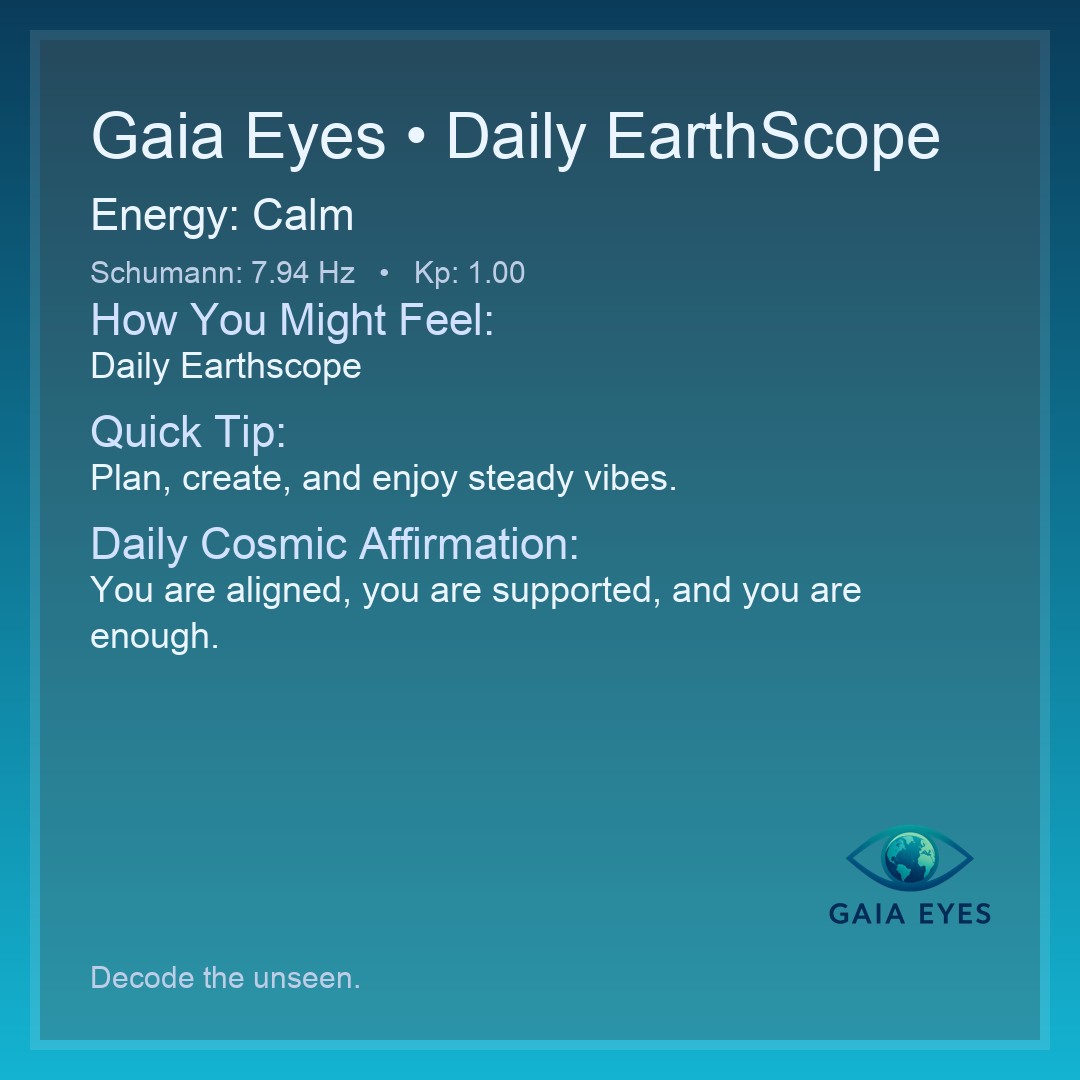 Gaia Eyes • Daily EarthScope
Energy: Calm
Schumann: 7.94 Hz • Kp: 1.00
How You Might Feel:
Daily Earthscope
Quick Tip:
Plan, create, and enjoy steady vibes.
Daily Cosmic Affirmation:
You are aligned, you are supported, and you are
enough.
GAIA EYES
Decode the unseen.